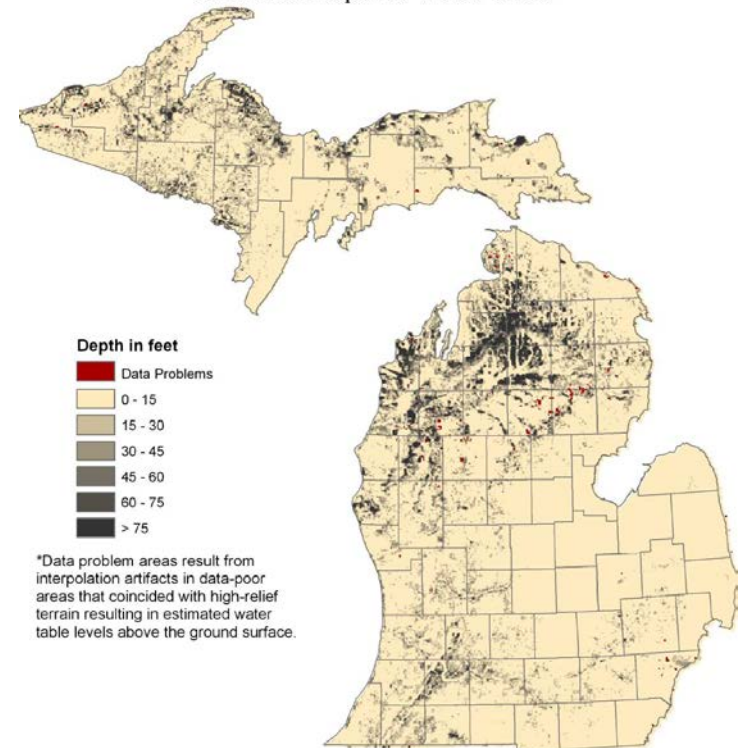 Depth in feet
Data Problems
0 - 15
15 - 30
30 - 45
45 - 60
60 - 75
> 75
*Data problem areas result from
interpolation artifacts in data-poor
areas that coincided with high-relief
terrain resulting in estimated water
table levels above the ground surface.